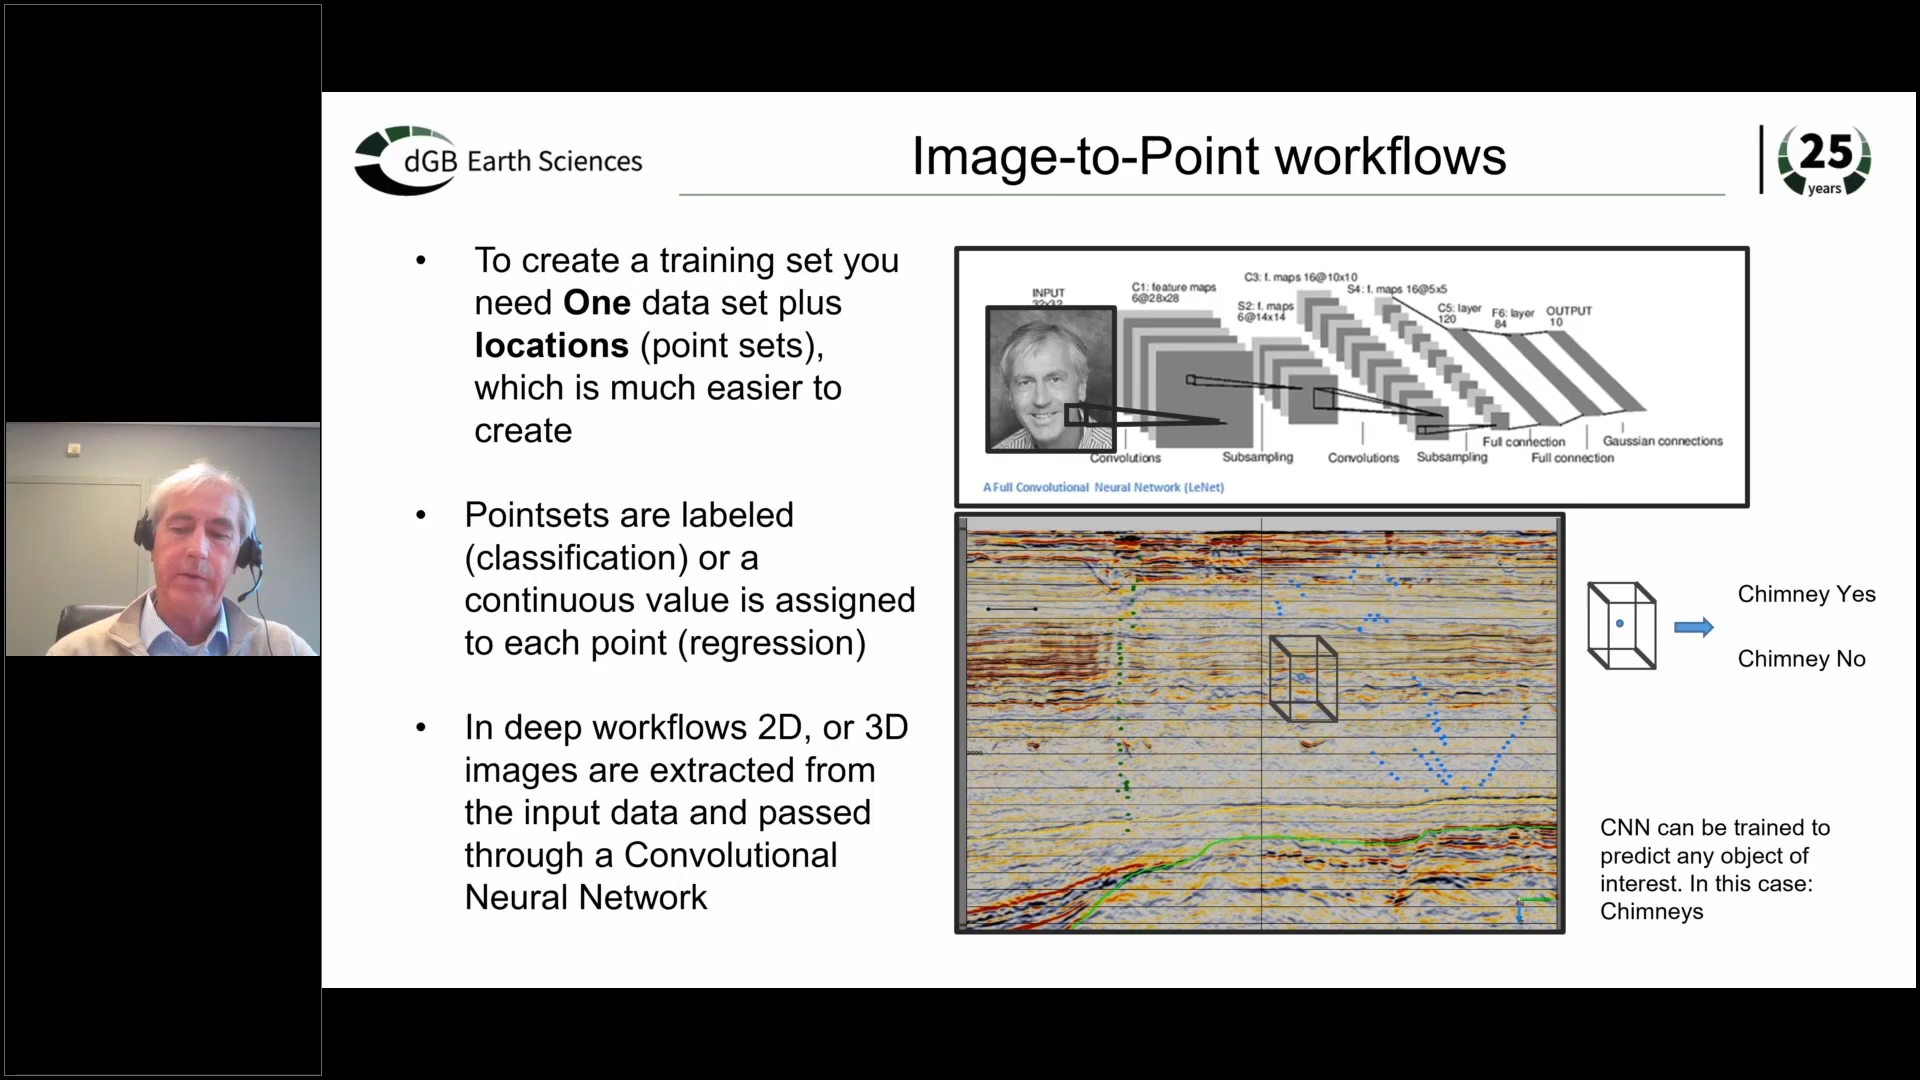 dGB Earth Sciences
Image-to-Point workflows
25
years
• To create a training set you
need One data set plus
locations (point sets),
which is much easier to
create
• Pointsets are labeled
(classification) or a
continuous value is assigned
to each point (regression)
• In deep workflows 2D, or 3D
images are extracted from
the input data and passed
through a Convolutional
Neural Network
INPUT
32x32
C1: feature maps
6@28x28
S2: f. maps
6@14x14
C3: f. maps 16@10x10
S4: f. maps 16@5x5
C5: layer
120
F6: layer
84
OUTPUT
10
Convolutions
Subsampling
Convolutions
Subsampling
Full connection
Full connection
Gaussian connections
A Full Convolutional Neural Network (LeNet)
Chimney Yes
Chimney No
CNN can be trained to
predict any object of
interest. In this case:
Chimneys